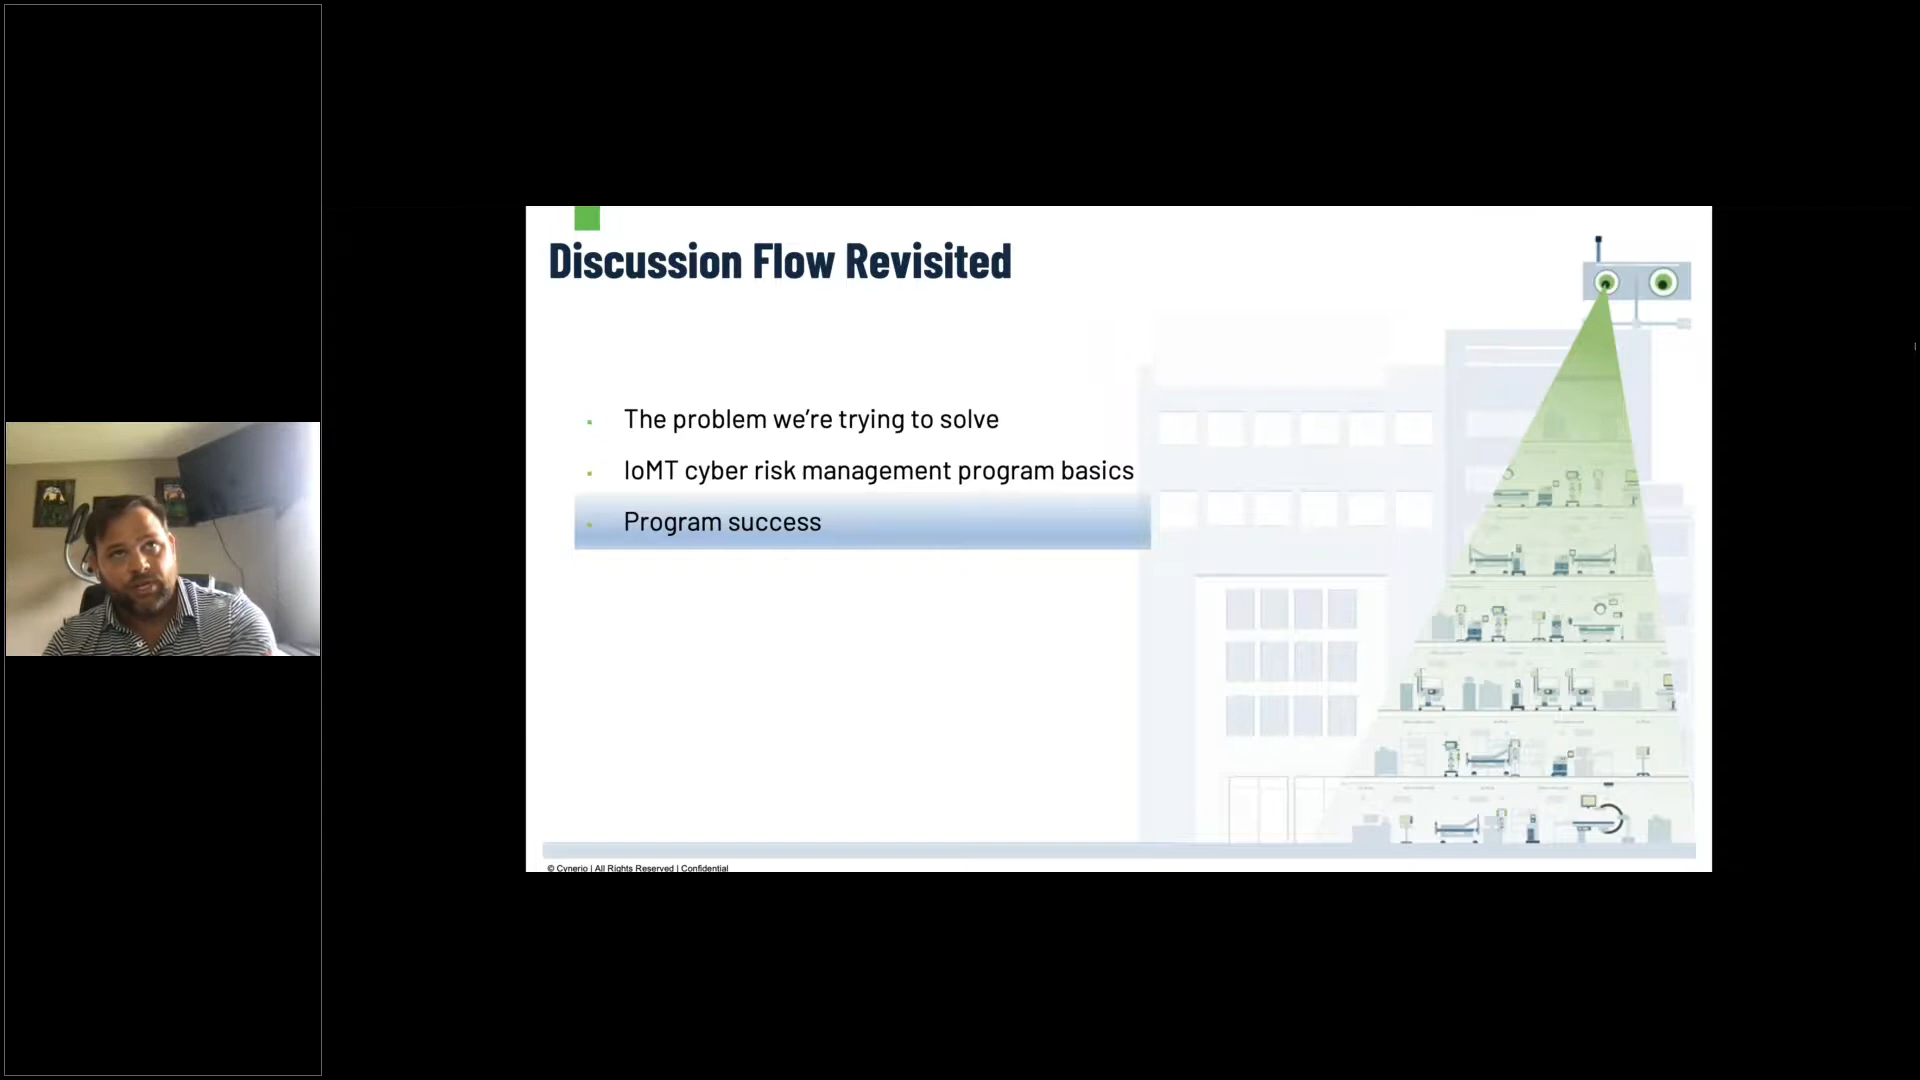 Discussion Flow Revisited
The problem we’re trying to solve
IoMT cyber risk management program basics
Program success
© Cynerio | All Rights Reserved | Confidential